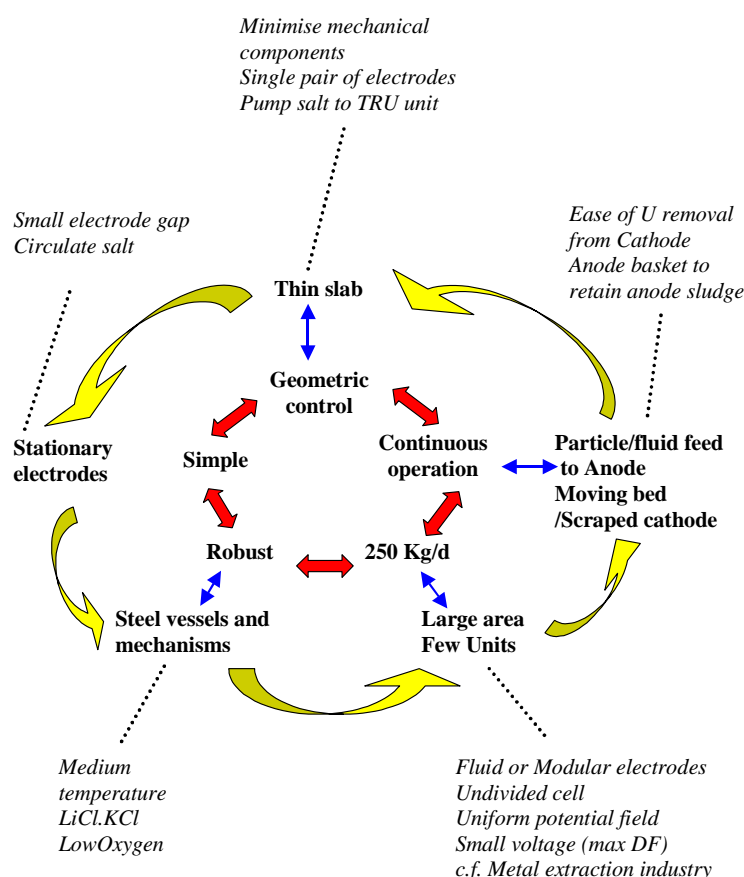 Minimise mechanical
components
Single pair of electrodes
Pump salt to TRU unit
Small electrode gap
Circulate salt
Ease of U removal
from Cathode
Anode basket to
retain anode sludge
Thin slab
Geometric
control
Stationary
electrodes
Simple
Continuous
operation
Particle/fluid feed
to Anode
Moving bed
/Scraped cathode
Robust
250 Kg/d
Steel vessels and
mechanisms
Large area
Few Units
Medium
temperature
LiCl.KCl
LowOxygen
Fluid or Modular electrodes
Undivided cell
Uniform potential field
Small voltage (max DF)
c.f. Metal extraction industry